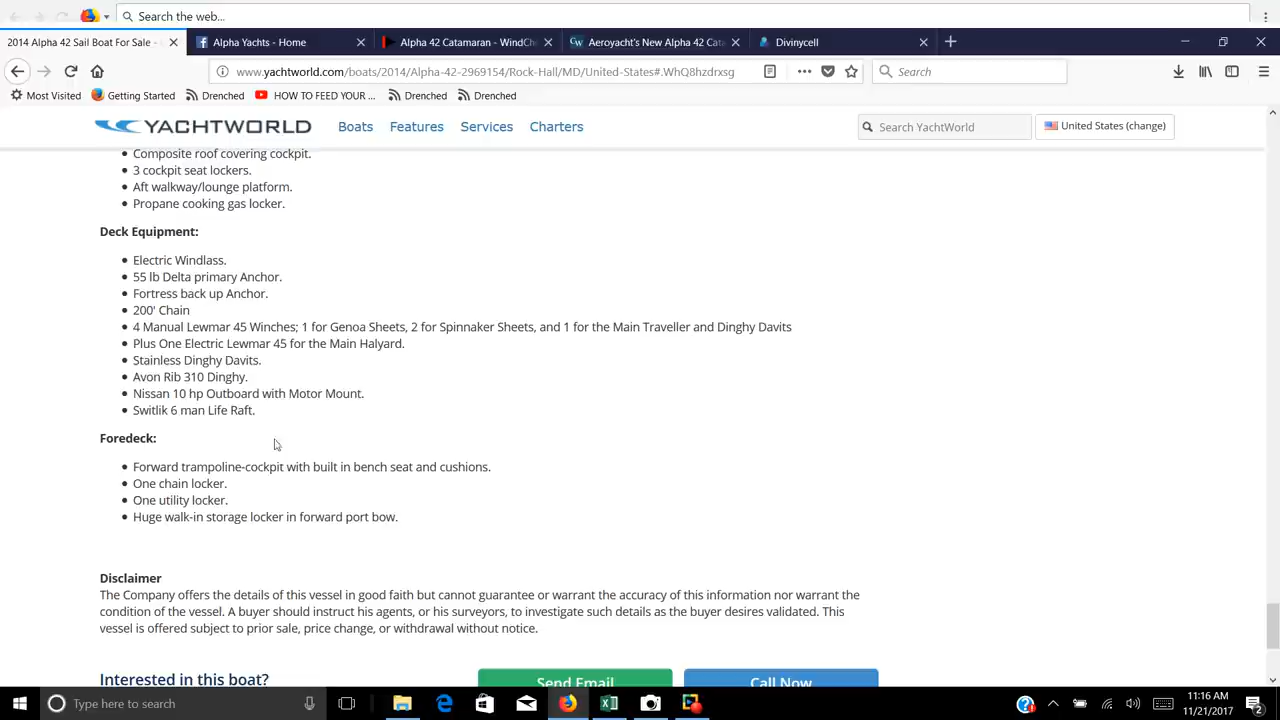 Search the web...
2014 Alpha 42 Sail Boat For Sale -
Alpha Yachts - Home
Alpha 42 Catamaran - WindChe
Aeroyacht's New Alpha 42 Cata
Divinycell
www.yachtworld.com/boats/2014/Alpha-42-2969154/Rock-Hall/MD/United-States#.WhQ8hzdrxsg
Search
Most Visited
Getting Started
Drenched
HOW TO FEED YOUR ...
Drenched
Drenched
YACHTWORLD
Boats
Features
Services
Charters
Search YachtWorld
United States (change)
• Composite roof covering cockpit.
• 3 cockpit seat lockers.
• Aft walkway/lounge platform.
• Propane cooking gas locker.
Deck Equipment:
• Electric Windlass.
• 55 lb Delta primary Anchor.
• Fortress back up Anchor.
• 200' Chain
• 4 Manual Lewmar 45 Winches; 1 for Genoa Sheets, 2 for Spinnaker Sheets, and 1 for the Main Traveller and Dinghy Davits
• Plus One Electric Lewmar 45 for the Main Halyard.
• Stainless Dinghy Davits.
• Avon Rib 310 Dinghy.
• Nissan 10 hp Outboard with Motor Mount.
• Switlik 6 man Life Raft.
Foredeck:
• Forward trampoline-cockpit with built in bench seat and cushions.
• One chain locker.
• One utility locker.
• Huge walk-in storage locker in forward port bow.
Disclaimer
The Company offers the details of this vessel in good faith but cannot guarantee or warrant the accuracy of this information nor warrant the
condition of the vessel. A buyer should instruct his agents, or his surveyors, to investigate such details as the buyer desires validated. This
vessel is offered subject to prior sale, price change, or withdrawal without notice.
Interested in this boat?
Send Email
Call Now
Type here to search
11:16 AM
11/21/2017
2